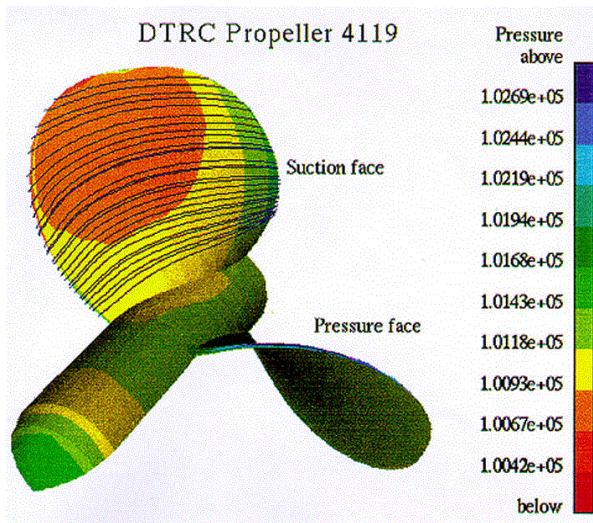 DTRC Propeller 4119
Pressure
above
1.0269e+05
1.0244e+05
1.0219e+05
1.0194e+05
1.0168e+05
1.0143e+05
1.0118e+05
1.0093e+05
1.0067e+05
1.0042e+05
below
Suction face
Pressure face